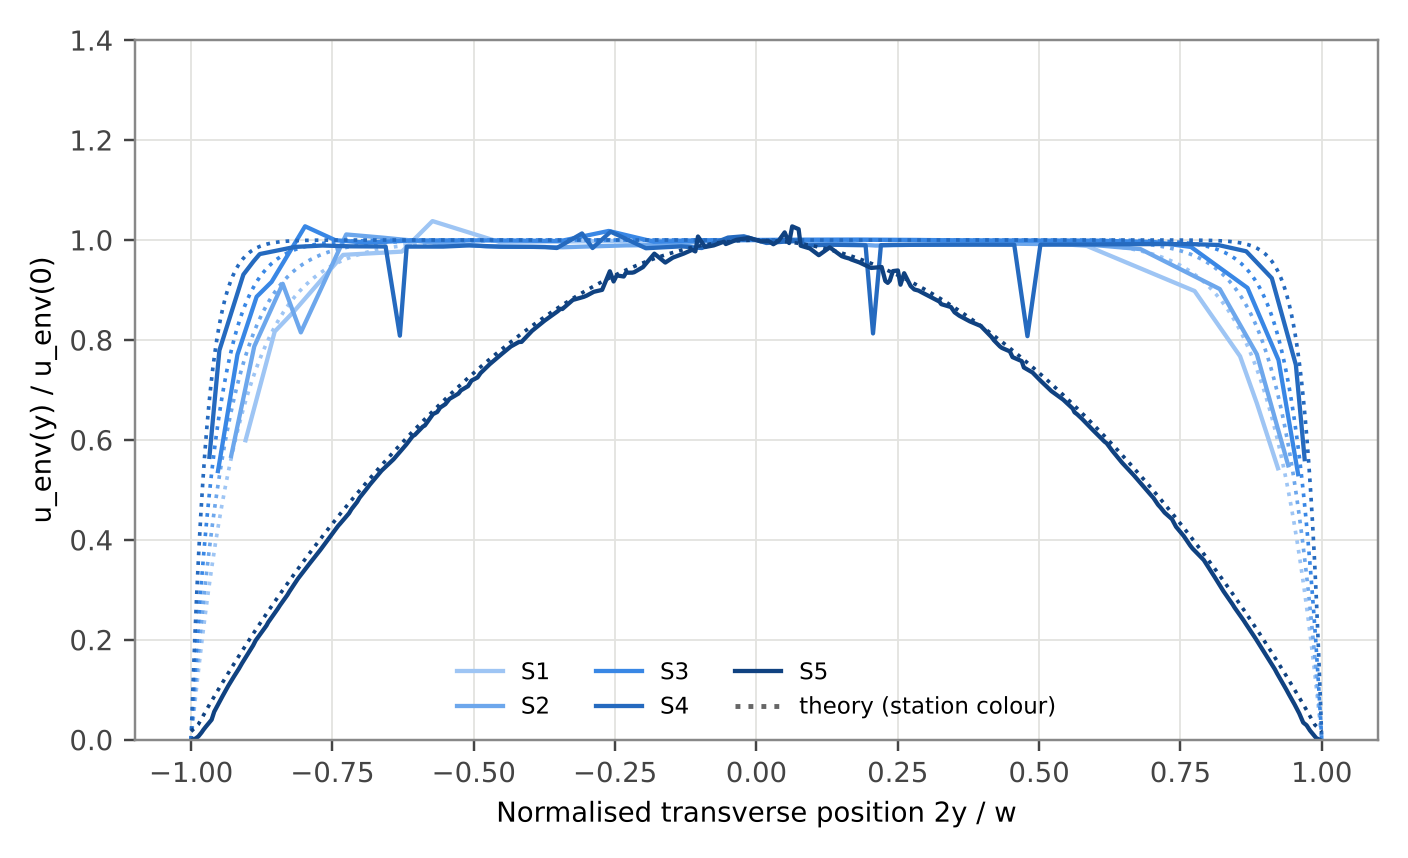 1.4
1.2
1.0
0.8
0.6
0.4
0.2
0.0
u_env(y) / u_env(0)
S1 S3 S5
S2 S4 theory (station colour)
−1.00 −0.75 −0.50 −0.25 0.00 0.25 0.50 0.75 1.00
Normalised transverse position 2y / w